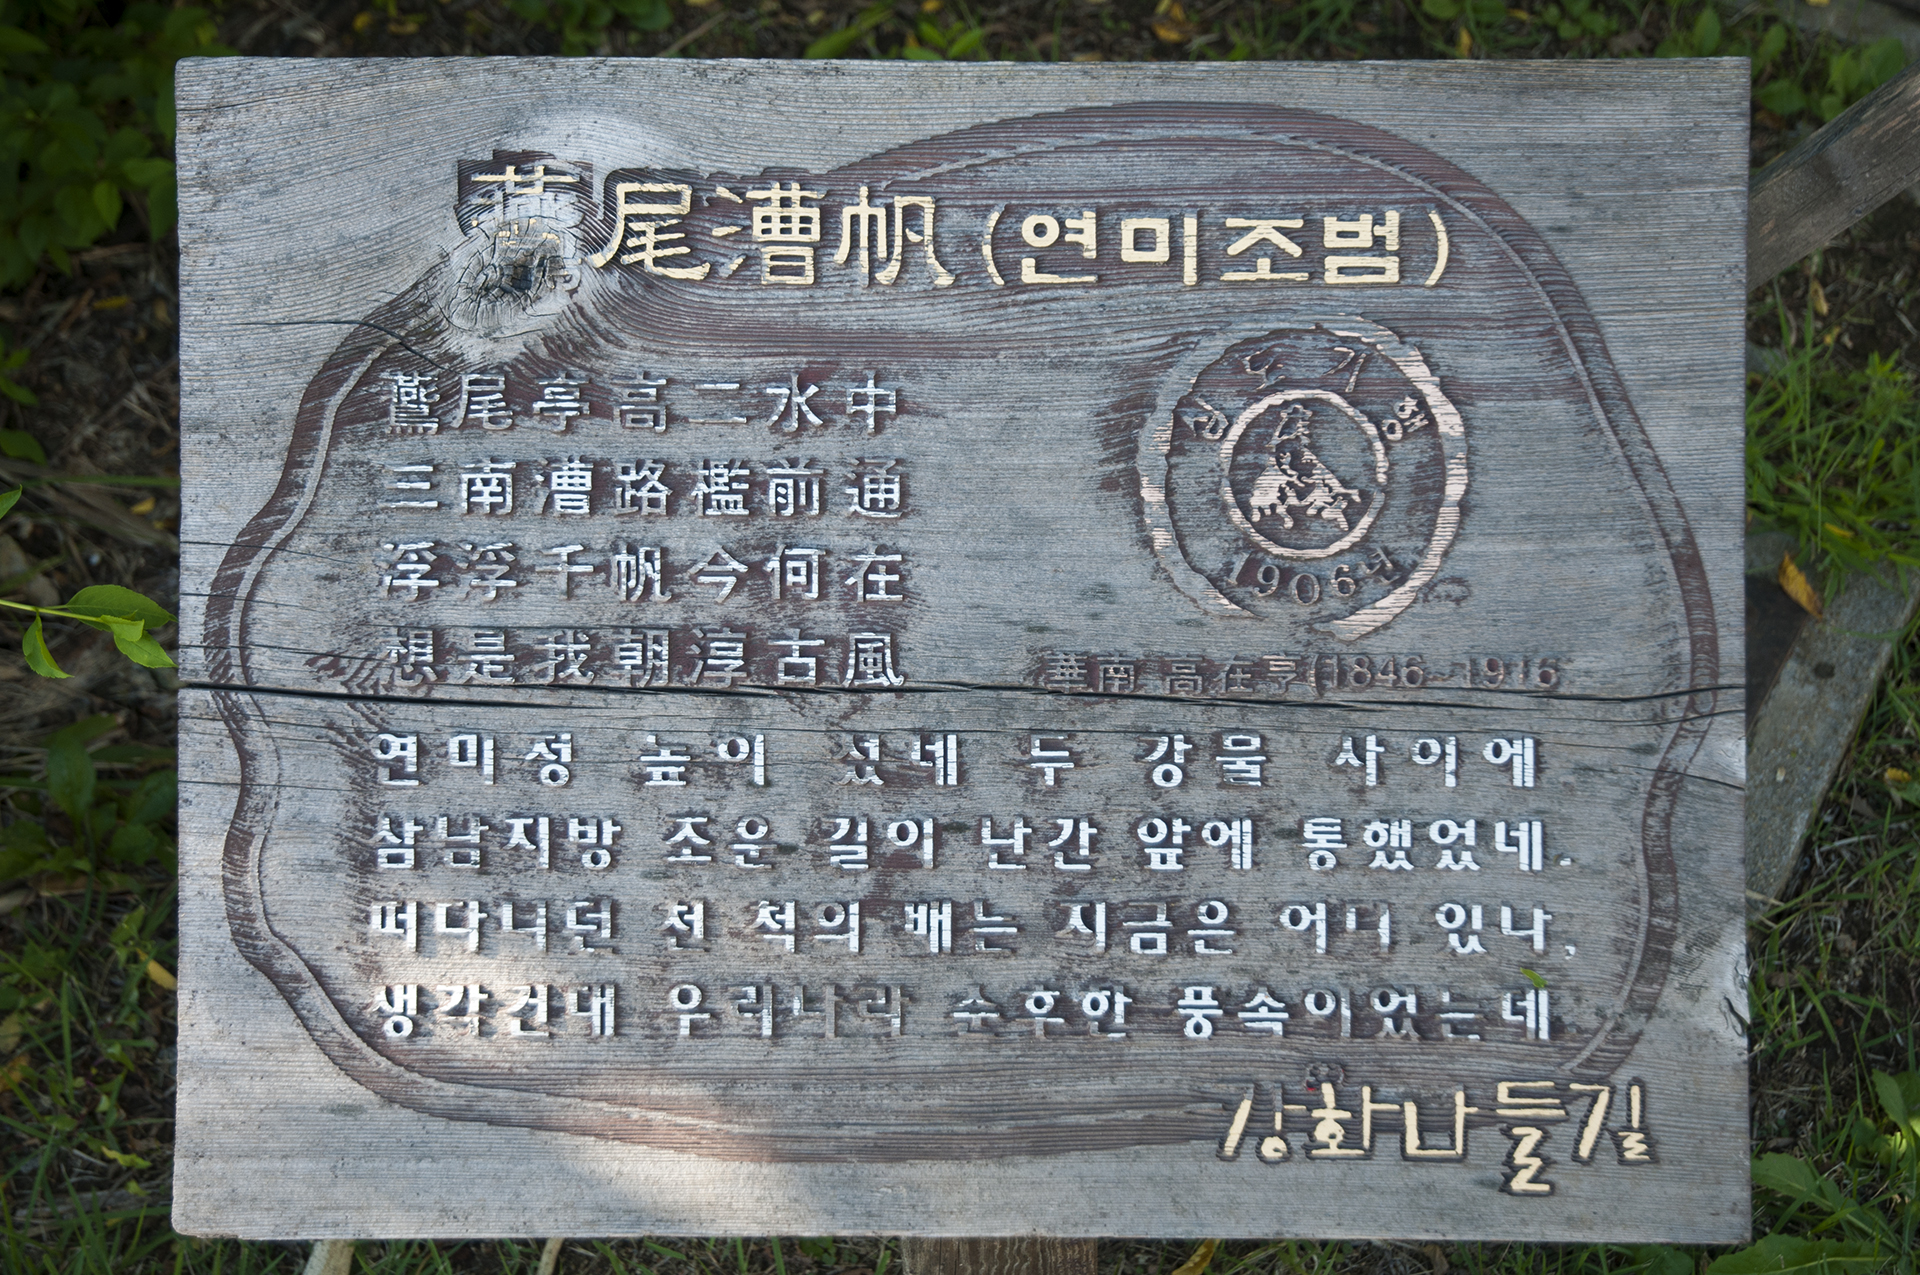 燕尾漕帆 (연미조범)
심도기행
1906년
鷰尾亭高二水中
三南漕路檻前通
浮浮千帆今何在
想是我朝淳古風
華南 高在亨(1846~1916
연미정 높이 섰네 두 강물 사이에
삼남지방 조운 길이 난간 앞에 통했었네.
떠다니던 천 척의 배는 지금은 어디 있나,
생각건대 우리나라 순후한 풍속이었는데
강화나들길